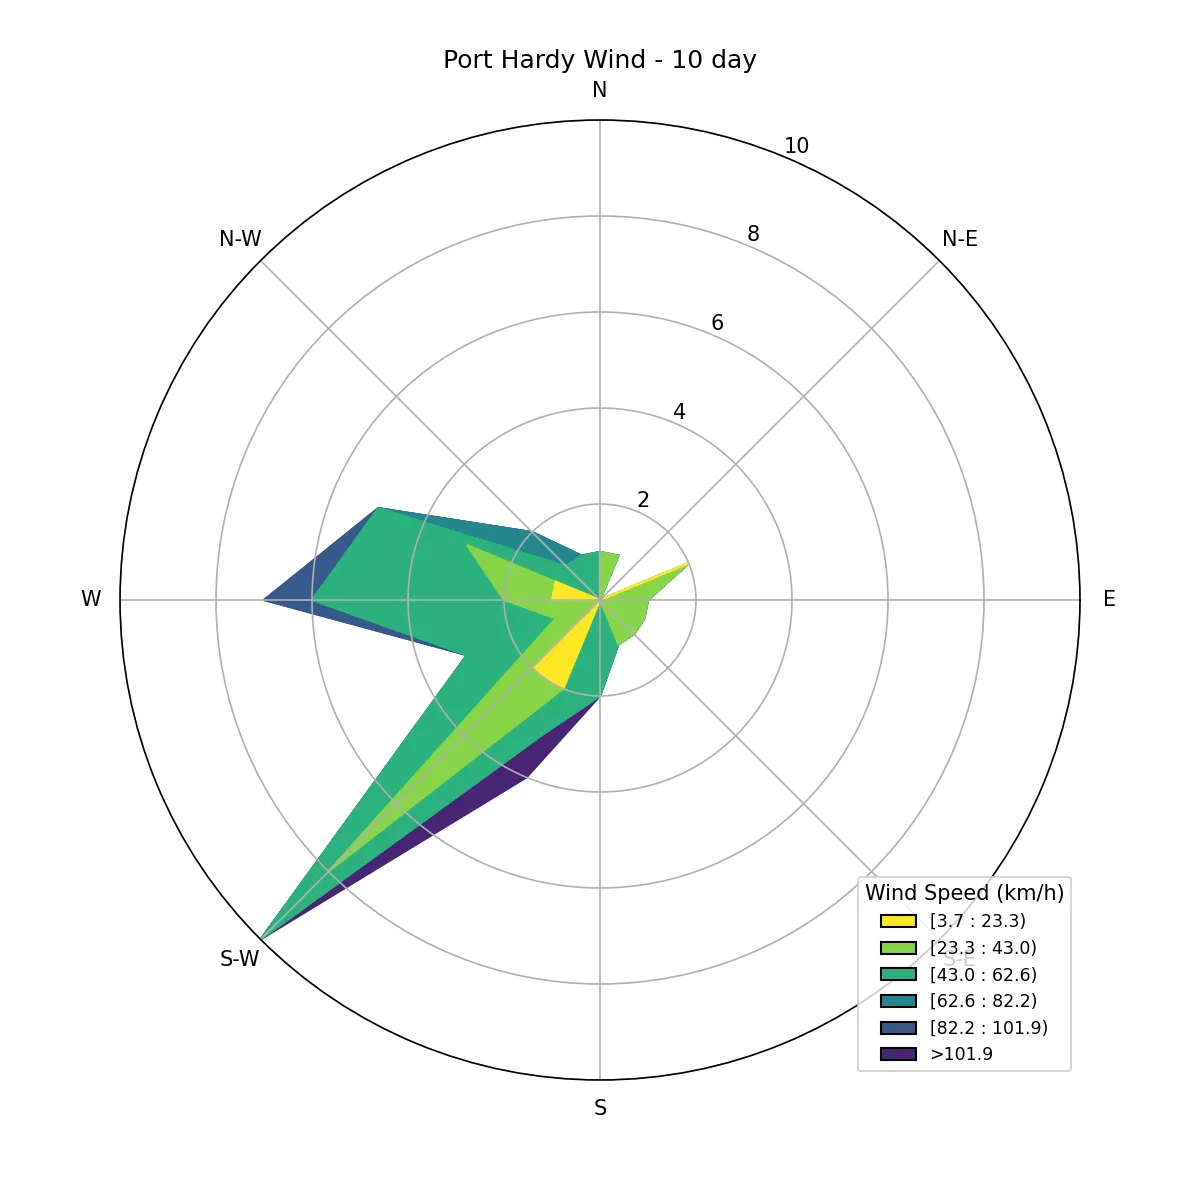 Port Hardy Wind - 10 day
N
10
N-W
8
N-E
6
4
2
W
E
S-W
S-E
S
Wind Speed (km/h)
[3.7 : 23.3)
[23.3 : 43.0)
[43.0 : 62.6)
[62.6 : 82.2)
[82.2 : 101.9)
>101.9